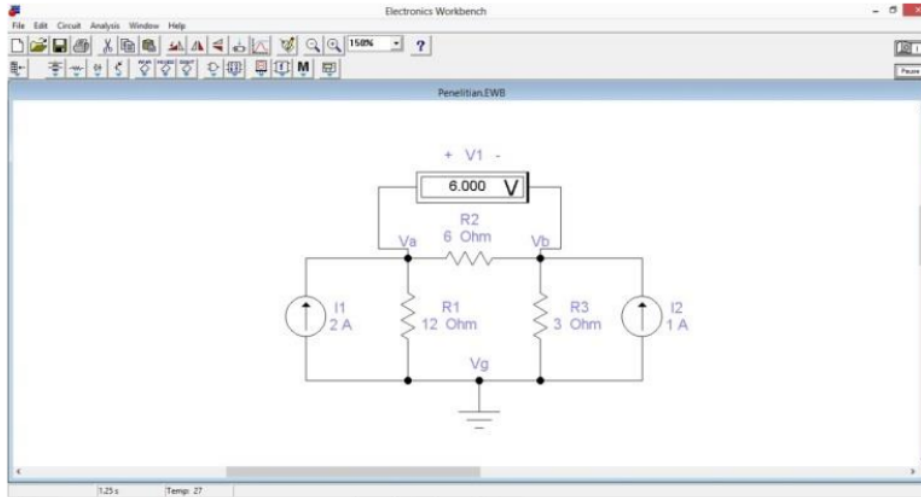 Electronics Workbench
File Edit Circuit Analysis Window Help
150% ?
M
Pause
Penelitian.EWB
+ V1 -
6.000 V
R2
6 Ohm
Va
Vb
I1
2 A
R1
12 Ohm
R3
3 Ohm
I2
1 A
Vg
1.25 s Temp: 27